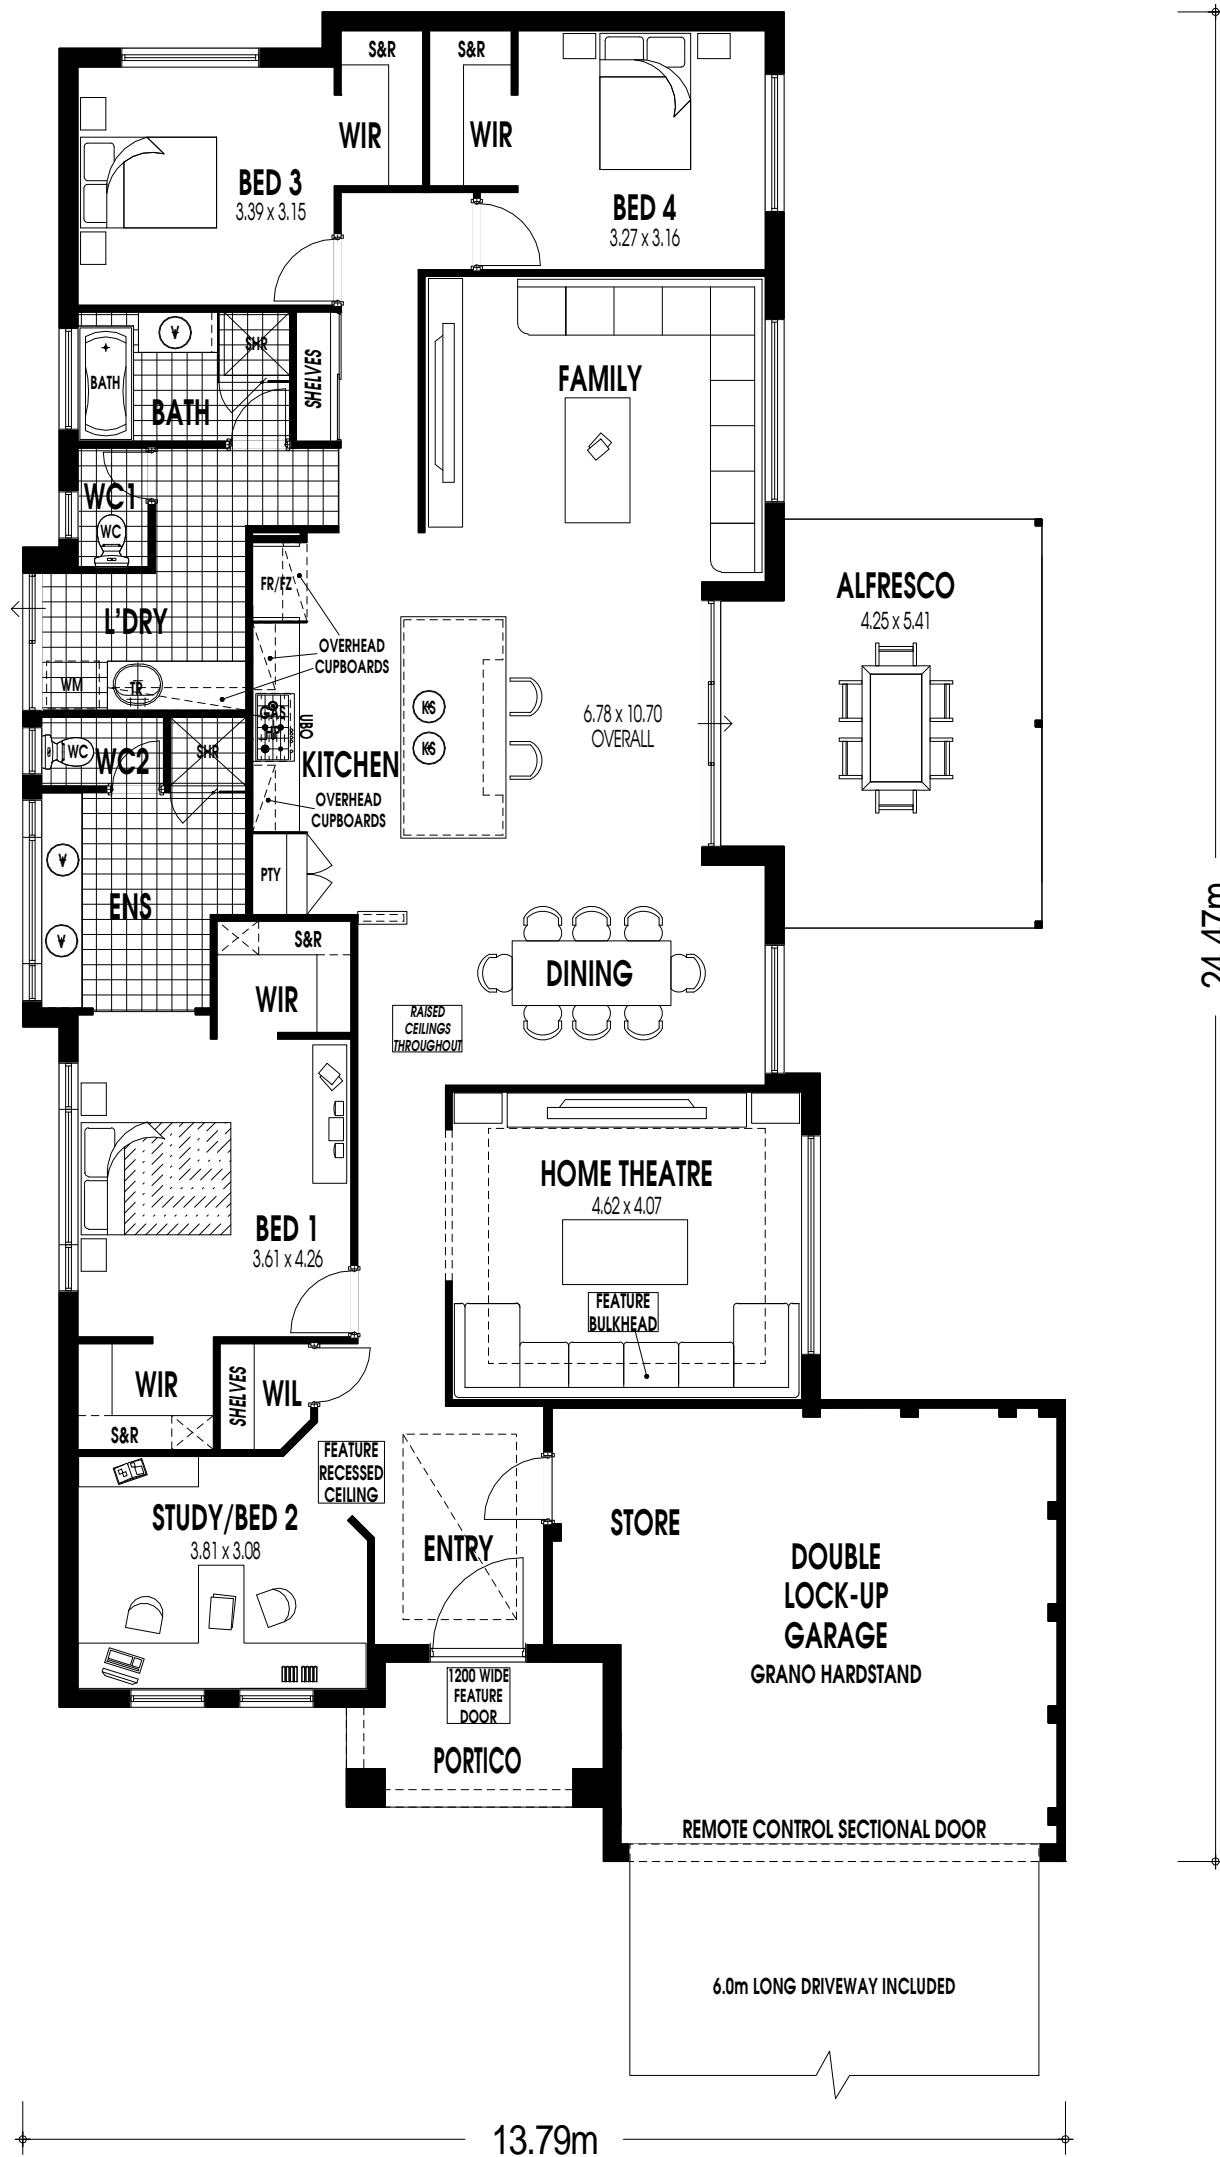 S&R
S&R
WIR
WIR
BED 3
3.39 x 3.15
BED 4
3.27 x 3.16
V
SHR
BATH
BATH
SHELVES
FAMILY
WC1
WC
FR/FZ
L'DRY
OVERHEAD
CUPBOARDS
WM
TR
ALFRESCO
4.25 x 5.41
GAS
HP
UBO
KS
KS
6.78 x 10.70
OVERALL
WC
WC2
SHR
KITCHEN
OVERHEAD
CUPBOARDS
V
V
ENS
PTY
S&R
WIR
DINING
RAISED
CEILINGS
THROUGHOUT
24.47m
HOME THEATRE
4.62 x 4.07
BED 1
3.61 x 4.26
FEATURE
BULKHEAD
WIR
S&R
SHELVES
WIL
FEATURE
RECESSED
CEILING
STUDY/BED 2
3.81 x 3.08
ENTRY
STORE
DOUBLE
LOCK-UP
GARAGE
GRANO HARDSTAND
1200 WIDE
FEATURE
DOOR
PORTICO
REMOTE CONTROL SECTIONAL DOOR
6.0m LONG DRIVEWAY INCLUDED
13.79m